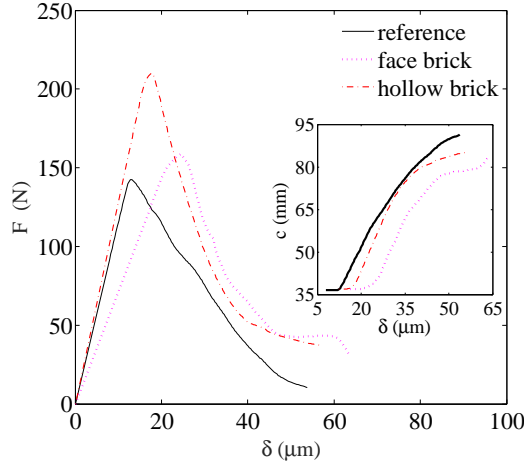 250
200
150
100
50
0
F (N)
0 20 40 60 80 100
δ (μm)
reference
face brick
hollow brick
95
80
65
50
35
c (mm)
5 20 35 50 65
δ (μm)